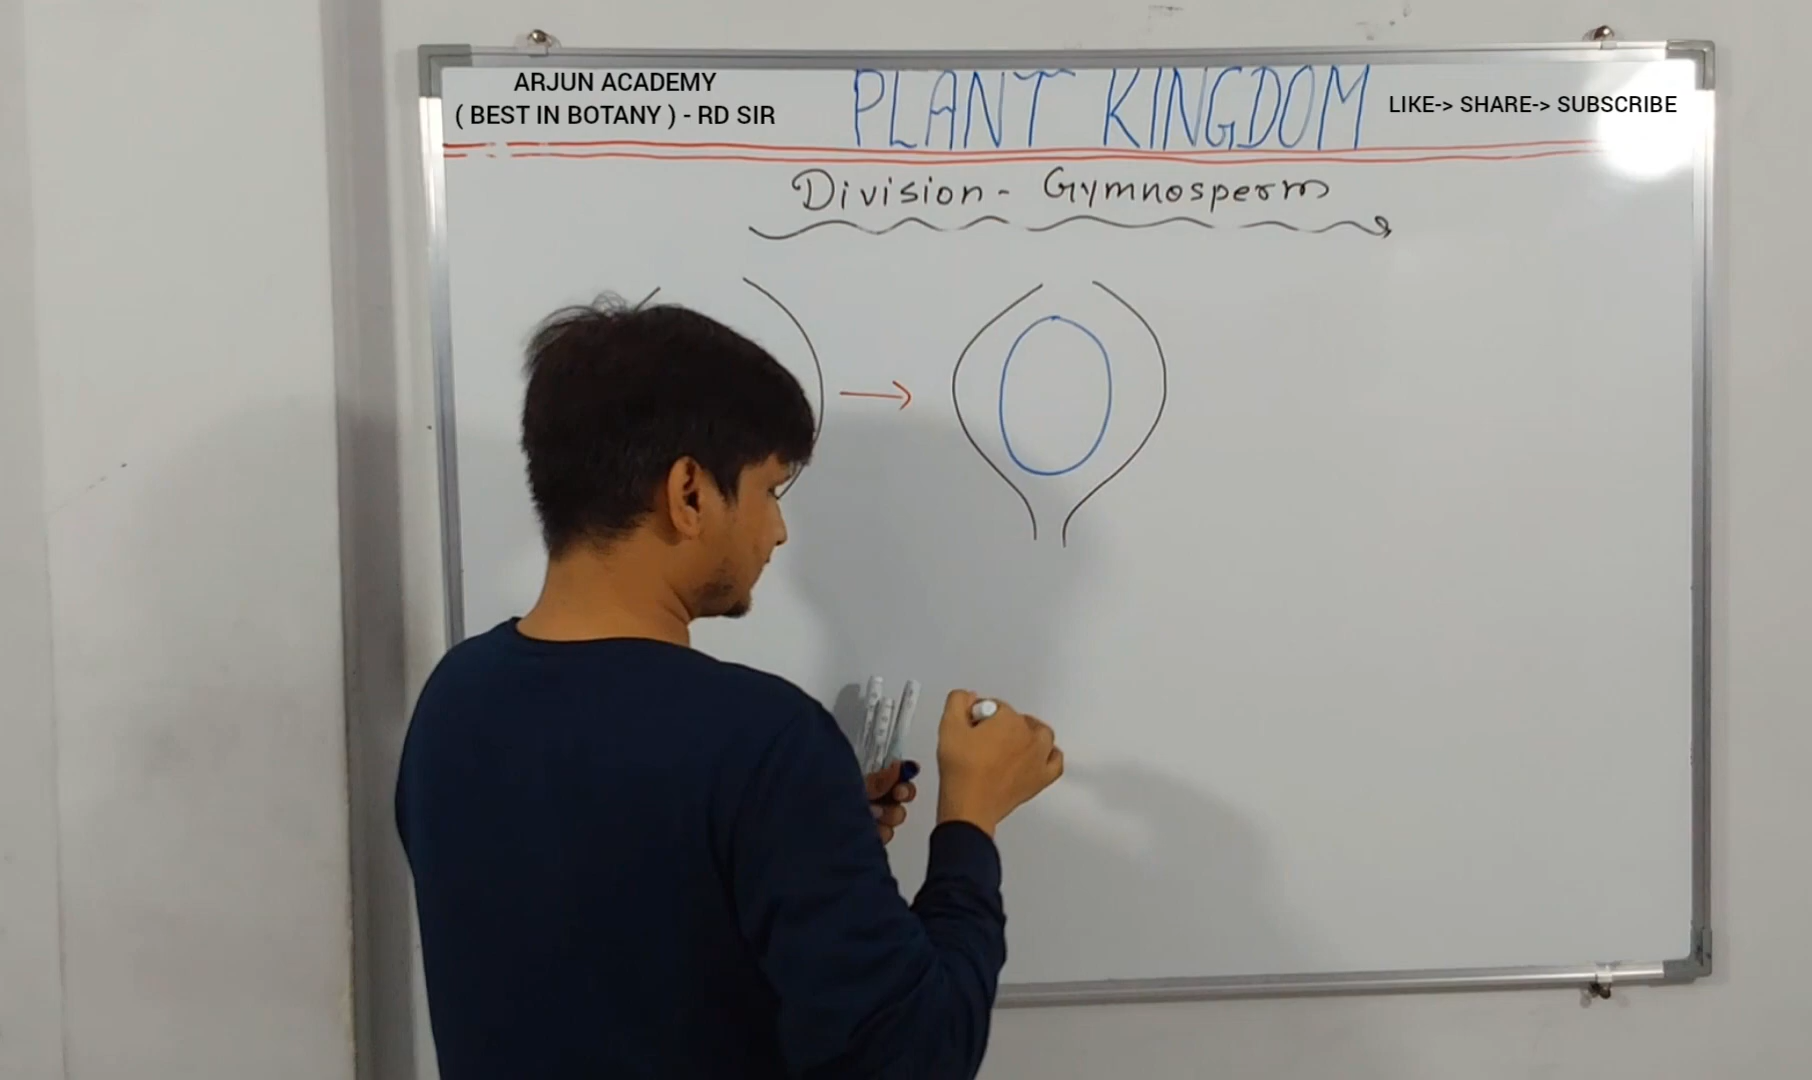 ARJUN ACADEMY
( BEST IN BOTANY ) - RD SIR
PLANT KINGDOM
LIKE-> SHARE-> SUBSCRIBE
Division - Gymnosperm